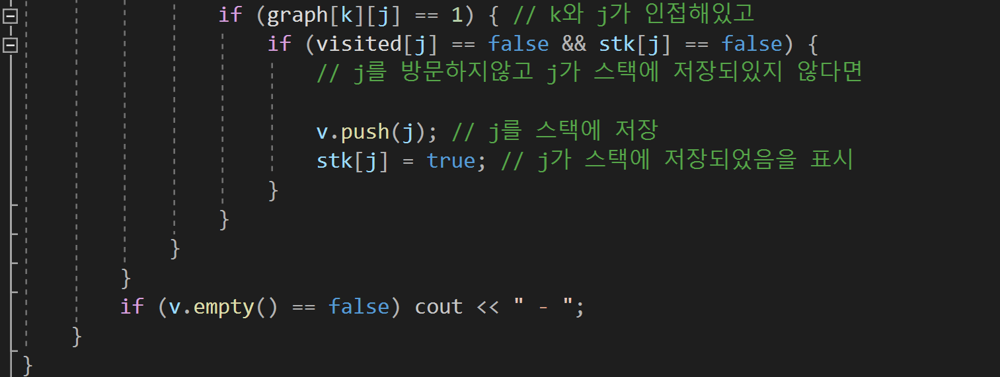 if (graph[k][j] == 1) { // k와 j가 인접해있고
if (visited[j] == false && stk[j] == false) {
// j를 방문하지않고 j가 스택에 저장되있지 않다면
v.push(j); // j를 스택에 저장
stk[j] = true; // j가 스택에 저장되었음을 표시
}
}
}
}
if (v.empty() == false) cout << " - ";
}
}